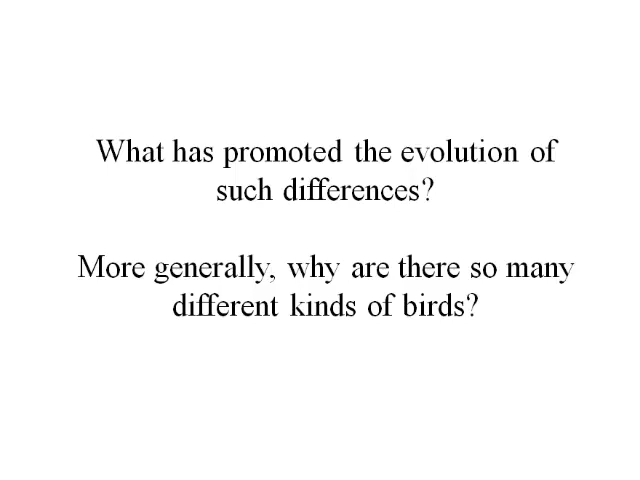 What has promoted the evolution of
such differences?
More generally, why are there so many
different kinds of birds?